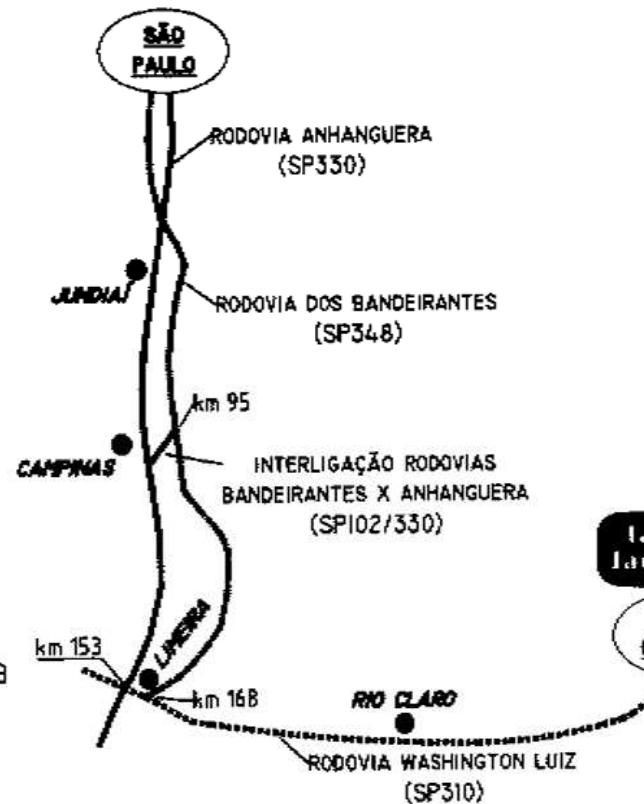 SÃO
PAULO
RODOVIA ANHANGUERA
(SP330)
JUNDIAÍ
RODOVIA DOS BANDEIRANTES
(SP348)
km 95
CAMPINAS
INTERLIGAÇÃO RODOVIAS
BANDEIRANTES X ANHANGUERA
(SP102/330)
LIMEIRA
km 153
km 168
RIO CLARO
RODOVIA WASHINGTON LUIZ
(SP310)